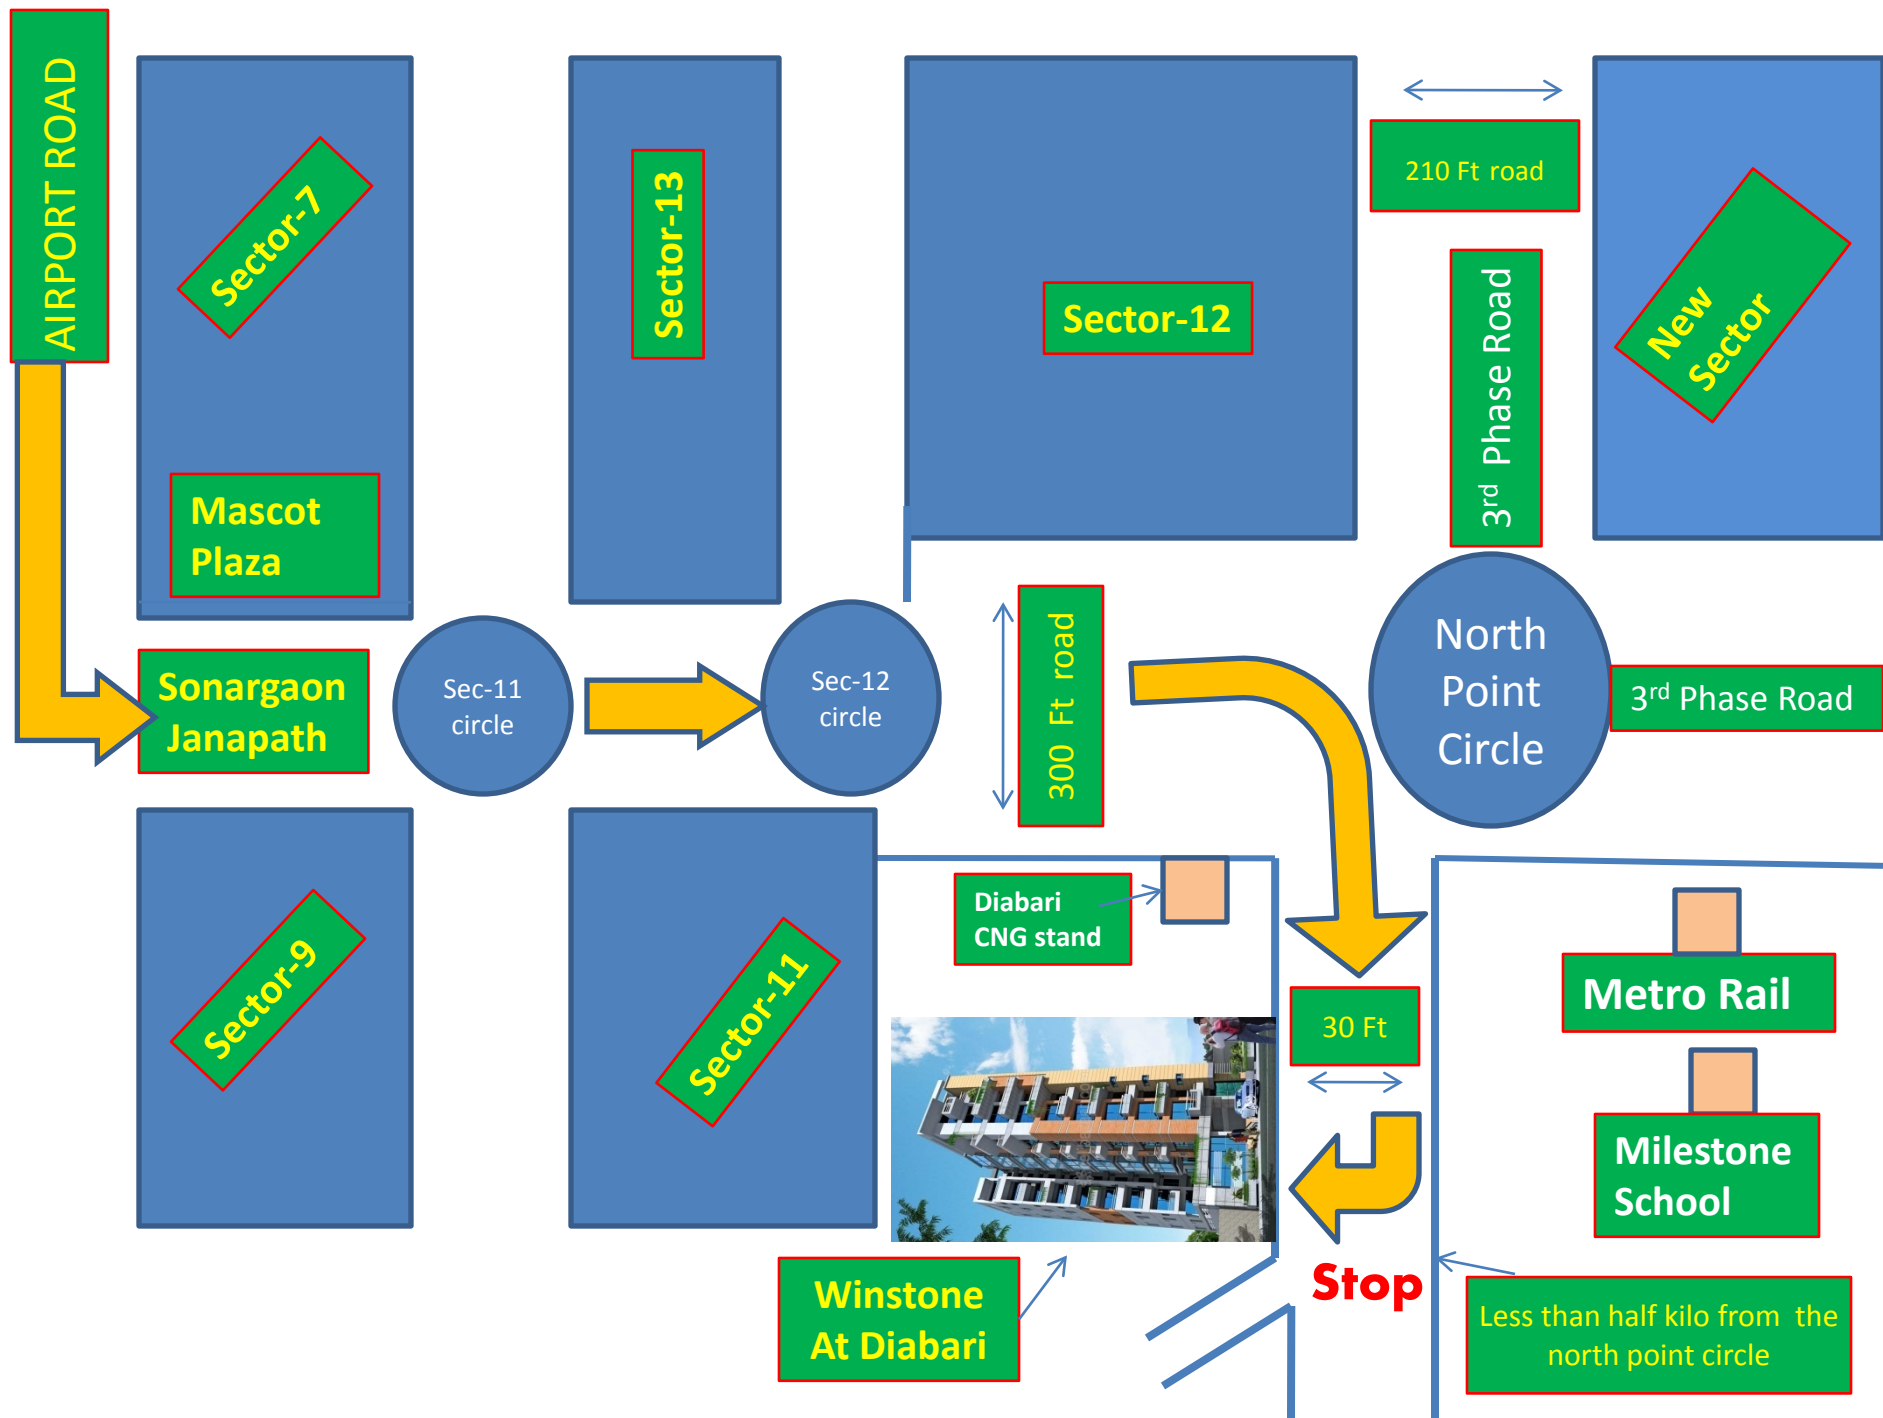 AIRPORT ROAD
Sector-7
Sector-13
Sector-12
210 Ft road
3rd Phase Road
New
Sector
Mascot
Plaza
Sonargaon
Janapath
Sec-11
circle
Sec-12
circle
300 Ft road
North
Point
Circle
3rd Phase Road
Sector-9
Sector-11
Diabari
CNG stand
30 Ft
Metro Rail
Milestone
School
Stop
Winstone
At Diabari
Less than half kilo from the
north point circle